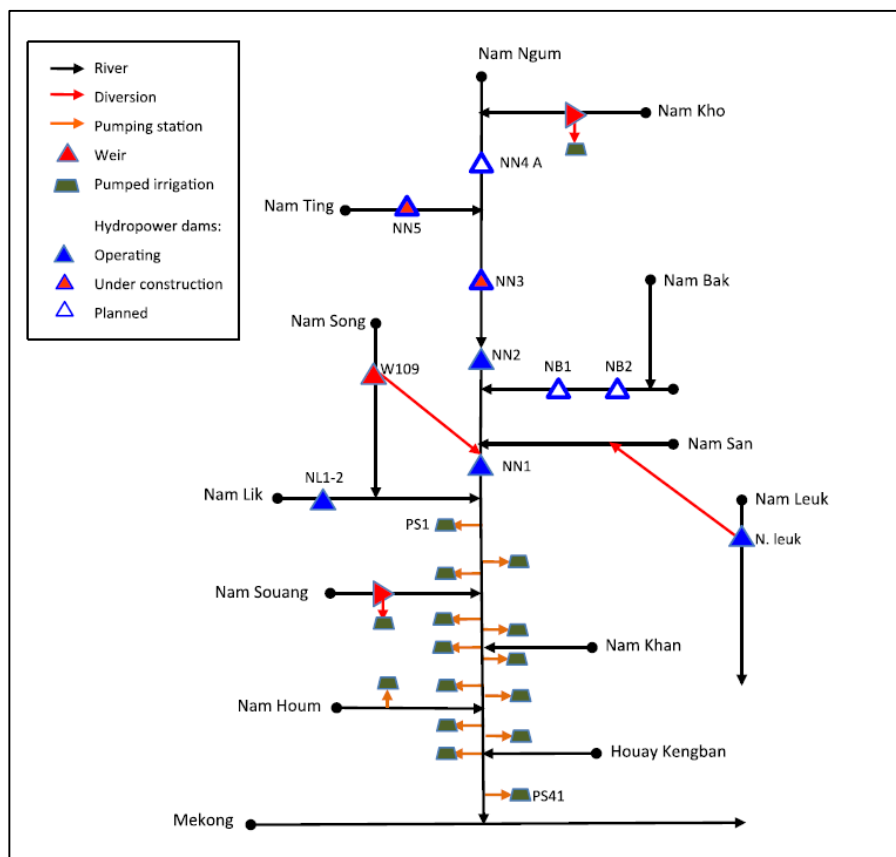 Nam Ngum
River
Diversion
Pumping station
Weir
Pumped irrigation
Hydropower dams:
Operating
Under construction
Planned
Nam Kho
NN4 A
Nam Ting
NN5
NN3
Nam Bak
Nam Song
NN2
W109
NB1
NB2
Nam San
NN1
NL1-2
Nam Lik
Nam Leuk
PS1
N. leuk
Nam Souang
Nam Khan
Nam Houm
Houay Kengban
PS41
Mekong